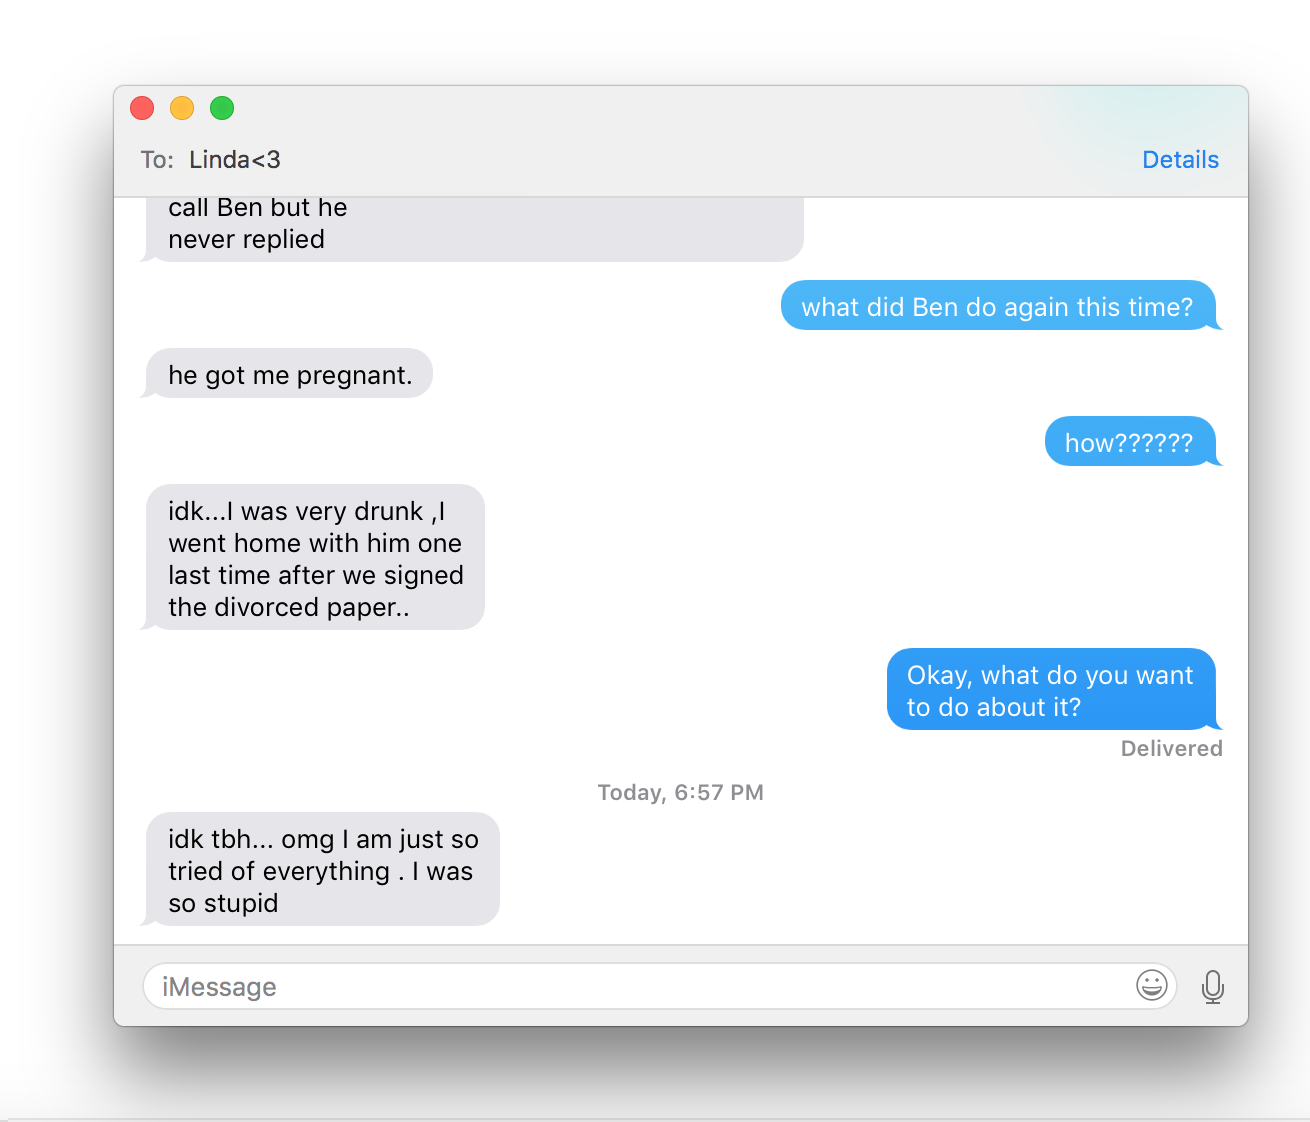 To: Linda<3
Details
call Ben but he
never replied
what did Ben do again this time?
he got me pregnant.
how??????
idk...I was very drunk ,I
went home with him one
last time after we signed
the divorced paper..
Okay, what do you want
to do about it?
Delivered
Today, 6:57 PM
idk tbh... omg I am just so
tried of everything . I was
so stupid
iMessage